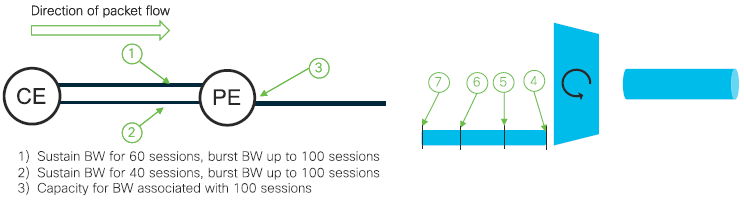 Direction of packet flow
1
3
CE
PE
2
7
6
5
4
1) Sustain BW for 60 sessions, burst BW up to 100 sessions
2) Sustain BW for 40 sessions, burst BW up to 100 sessions
3) Capacity for BW associated with 100 sessions